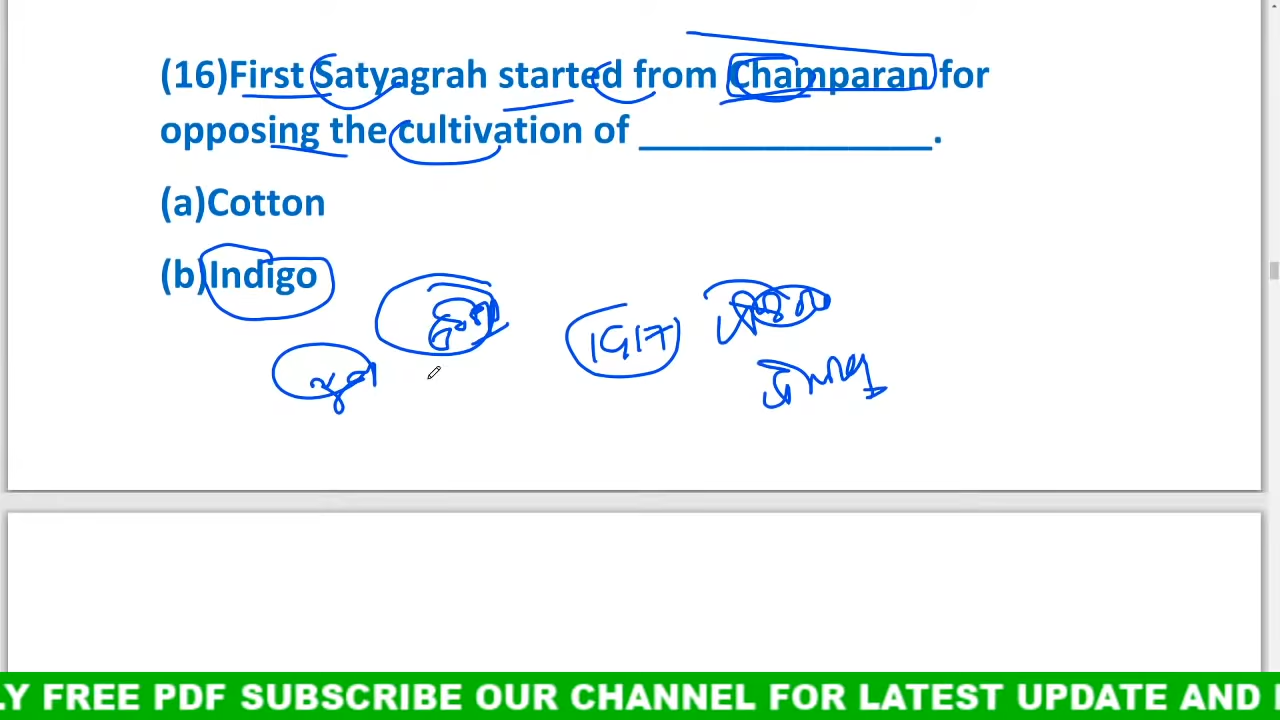 (16)First Satyagrah started from Champaran for
opposing the cultivation of _______________.
(a)Cotton
(b)Indigo
1917
LY FREE PDF SUBSCRIBE OUR CHANNEL FOR LATEST UPDATE AND